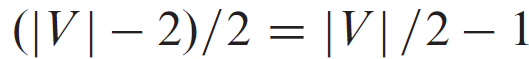 (|V| − 2)/2 = |V|/2 − 1